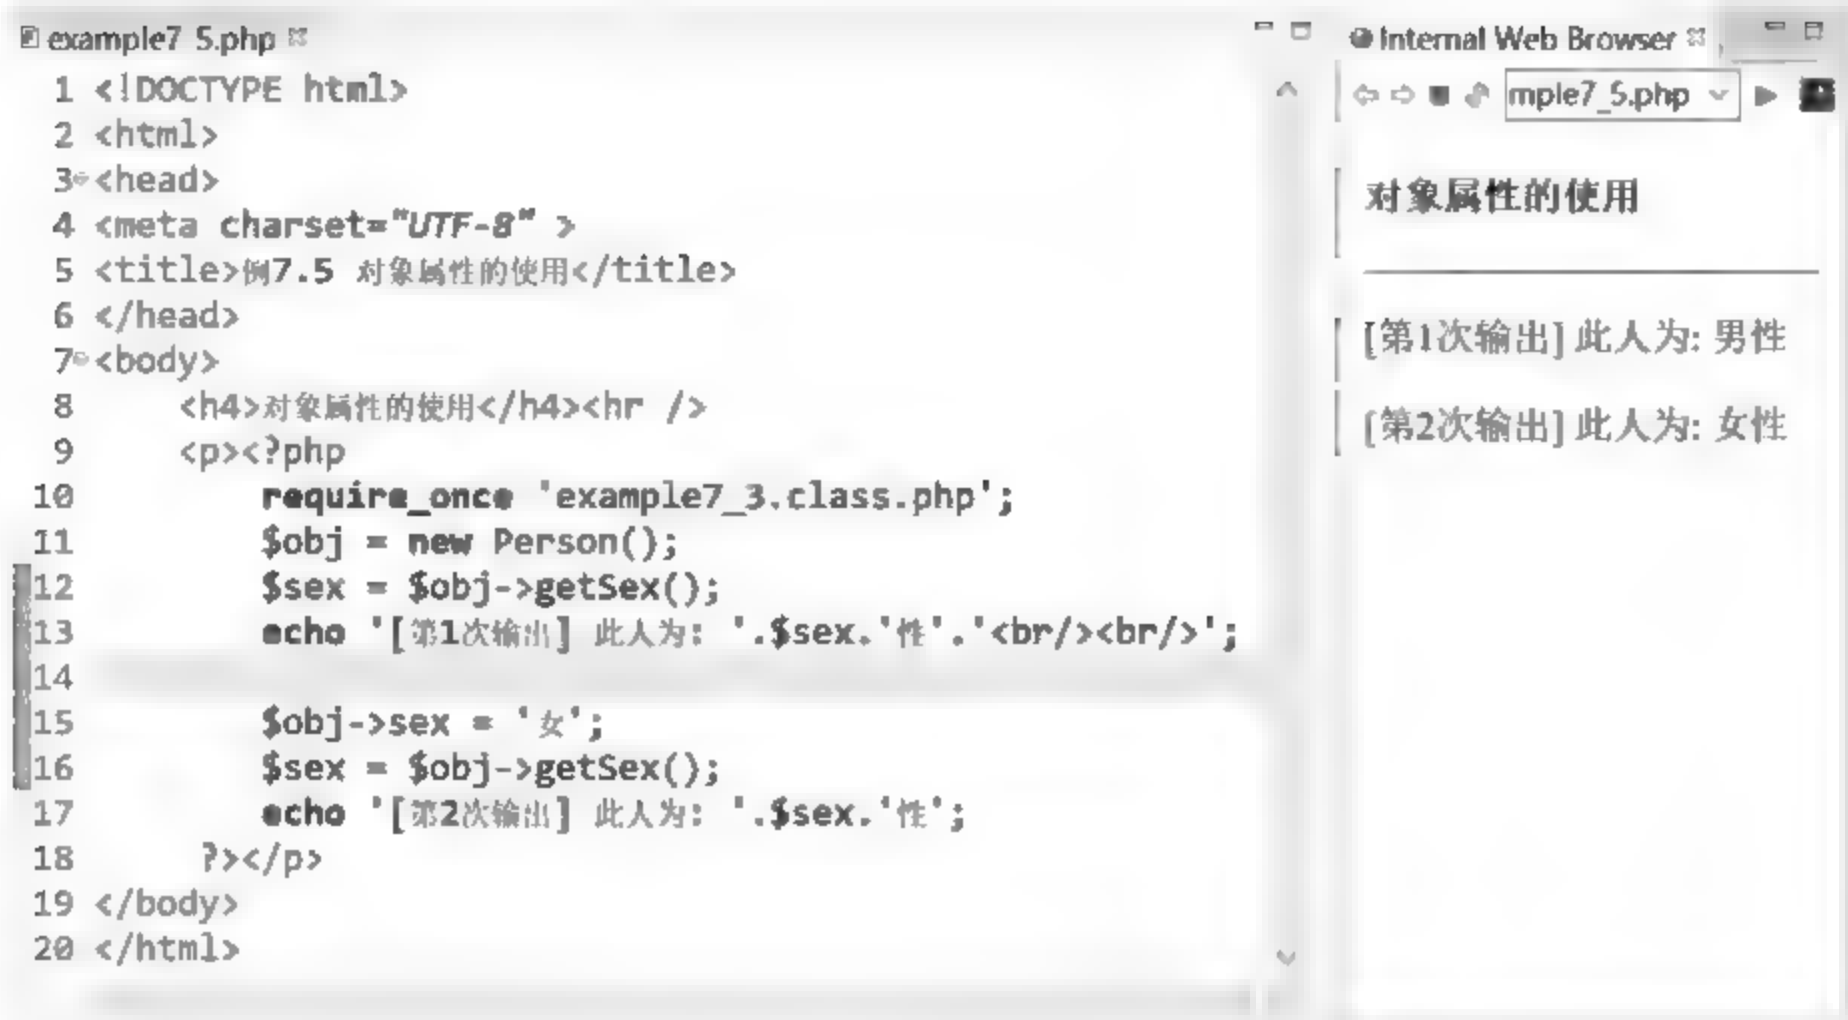 example7_5.php
1 <!DOCTYPE html>
2 <html>
3 <head>
4 <meta charset="UTF-8" >
5 <title>例7.5 对象属性的使用</title>
6 </head>
7 <body>
8     <h4>对象属性的使用</h4><hr />
9     <p><?php
10         require_once 'example7_3.class.php';
11         $obj = new Person();
12         $sex = $obj->getSex();
13         echo '[第1次输出] 此人为: '.$sex.'性'.'<br/><br/>';
14
15         $obj->sex = '女';
16         $sex = $obj->getSex();
17         echo '[第2次输出] 此人为: '.$sex.'性';
18      ?></p>
19 </body>
20 </html>
Internal Web Browser
mple7_5.php
对象属性的使用
[第1次输出] 此人为: 男性
[第2次输出] 此人为: 女性